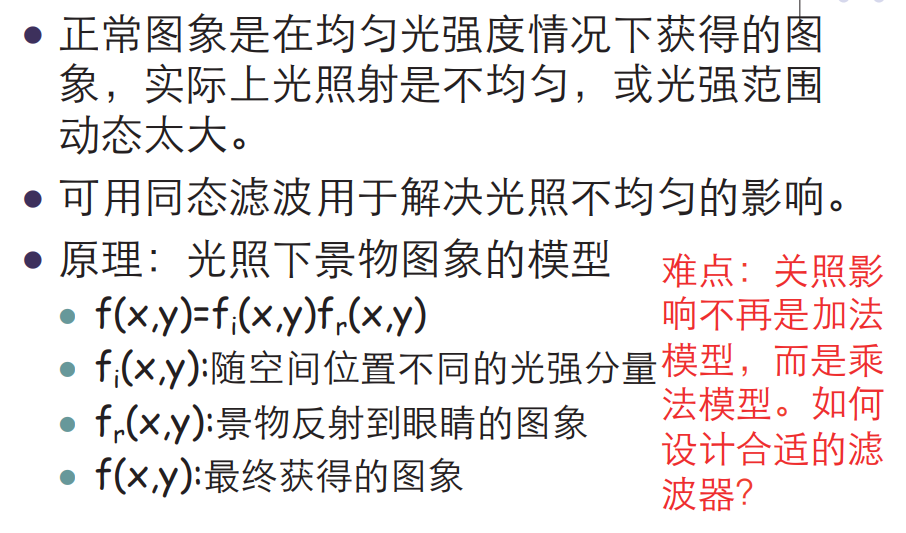 正常图象是在均匀光强度情况下获得的图
象，实际上光照射是不均匀，或光强范围
动态太大。
可用同态滤波用于解决光照不均匀的影响。
原理：光照下景物图象的模型
f(x,y)=fi(x,y)fr(x,y)
fi(x,y):随空间位置不同的光强分量
fr(x,y):景物反射到眼睛的图象
f(x,y):最终获得的图象
难点：关照影
响不再是加法
模型，而是乘
法模型。如何
设计合适的滤
波器？